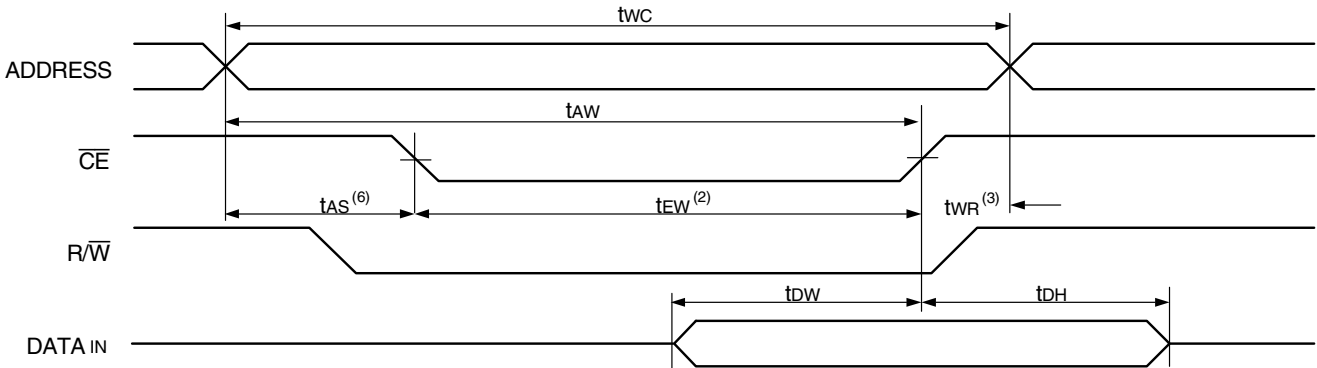 tWC
ADDRESS
tAW
CE
tAS(6)
tEW(2)
tWR(3)
R/W
tDW
tDH
DATA IN